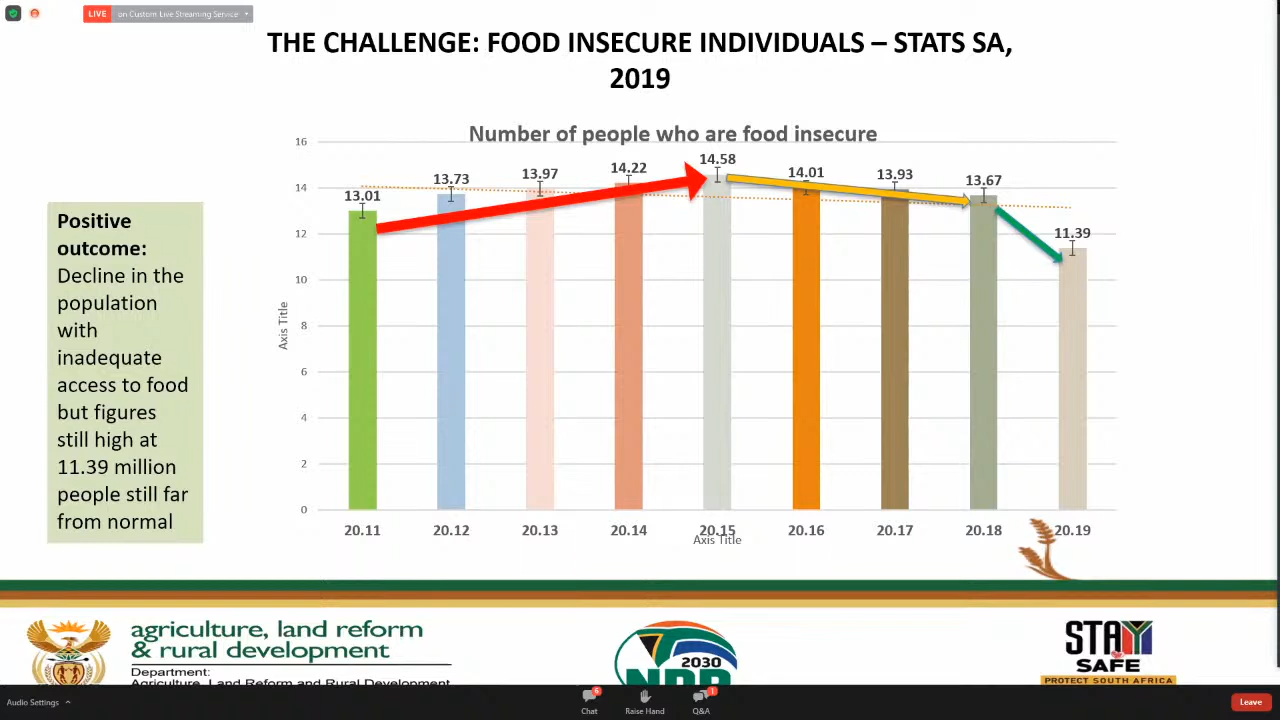 LIVE
on Custom Live Streaming Service
THE CHALLENGE: FOOD INSECURE INDIVIDUALS – STATS SA,
2019
Number of people who are food insecure
Positive
outcome:
Decline in the
population
with
inadequate
access to food
but figures
still high at
11.39 million
people still far
from normal
Axis Title
16
14
12
10
8
6
4
2
0
13.01
13.73
13.97
14.22
14.58
14.01
13.93
13.67
11.39
20.11 20.12 20.13 20.14 20.15 20.16 20.17 20.18 20.19
Axis Title
agriculture, land reform
& rural development
Department:
Agriculture, Land Reform and Rural Development
2030
NDP
STAY
SAFE
PROTECT SOUTH AFRICA
Audio Settings
6
Chat
Raise Hand
1
Q&A
Leave